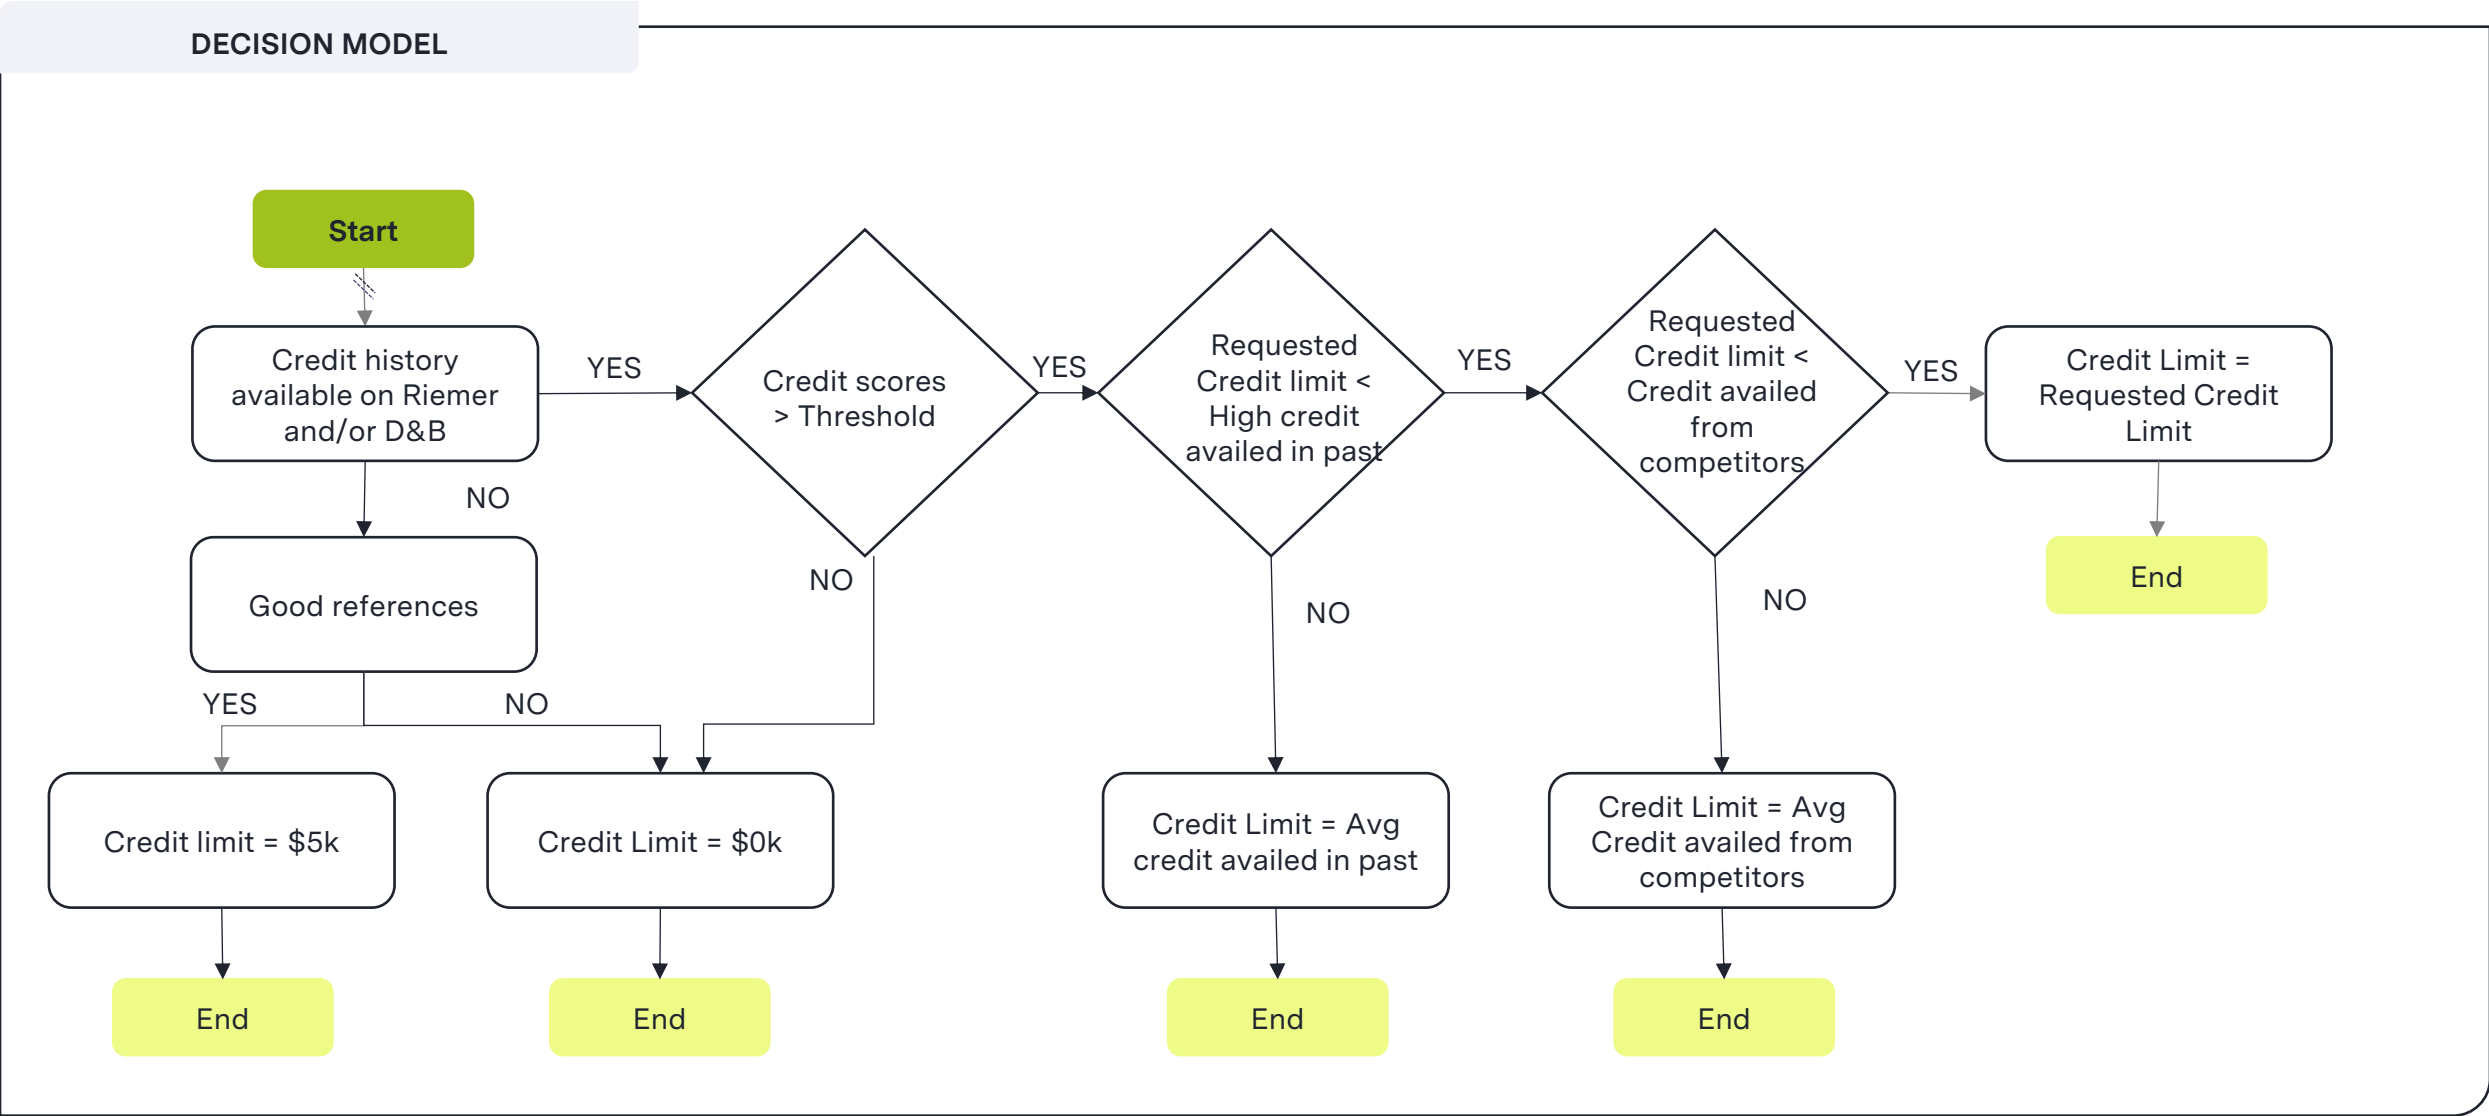 DECISION MODEL
Start
Credit history
available on Riemer
and/or D&B
YES
Credit scores
> Threshold
YES
Requested
Credit limit <
High credit
availed in past
YES
Requested
Credit limit <
Credit availed
from
competitors
YES
Credit Limit =
Requested Credit
Limit
End
NO
Good references
NO
NO
NO
YES
NO
Credit limit = $5k
Credit Limit = $0k
Credit Limit = Avg
credit availed in past
Credit Limit = Avg
Credit availed from
competitors
End
End
End
End